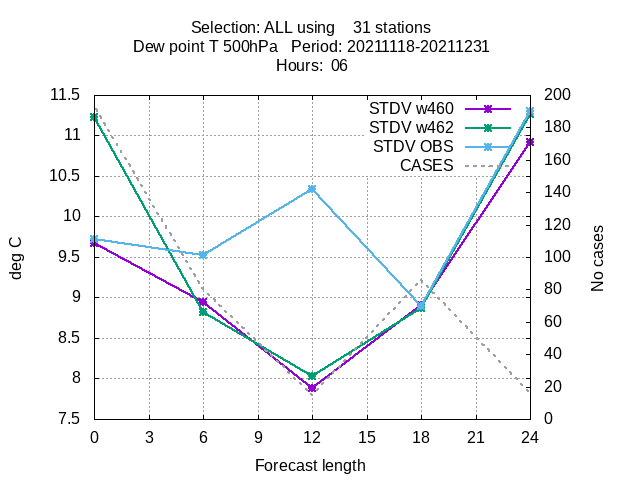 Selection: ALL using    31 stations
Dew point T 500hPa   Period: 20211118-20211231
Hours:  06
STDV w460
STDV w462
STDV OBS
CASES
deg C
11.5
11
10.5
10
9.5
9
8.5
8
7.5
200
180
160
140
120
100
80
60
40
20
0
No cases
0 3 6 9 12 15 18 21 24
Forecast length